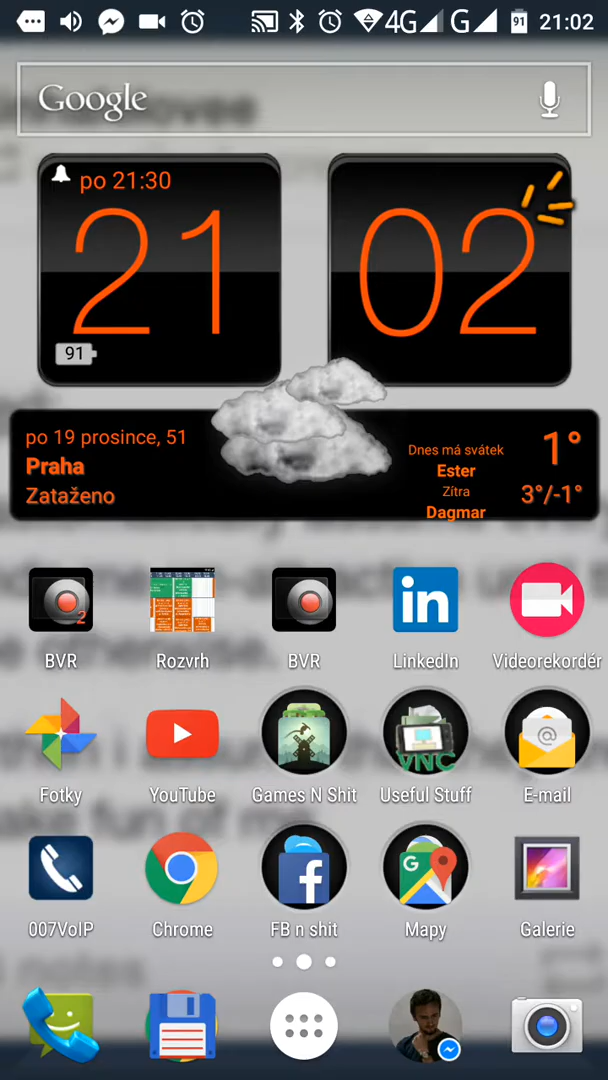 4G G 91 21:02
Google
po 21:30
21 02
91
po 19 prosince, 51
Praha
Zataženo
Dnes má svátek
Ester
Zítra
Dagmar
1°
3°/-1°
BVR Rozvrh BVR LinkedIn Videorekordér
Fotky YouTube Games N Shit Useful Stuff E-mail
007VoIP Chrome FB n shit Mapy Galerie